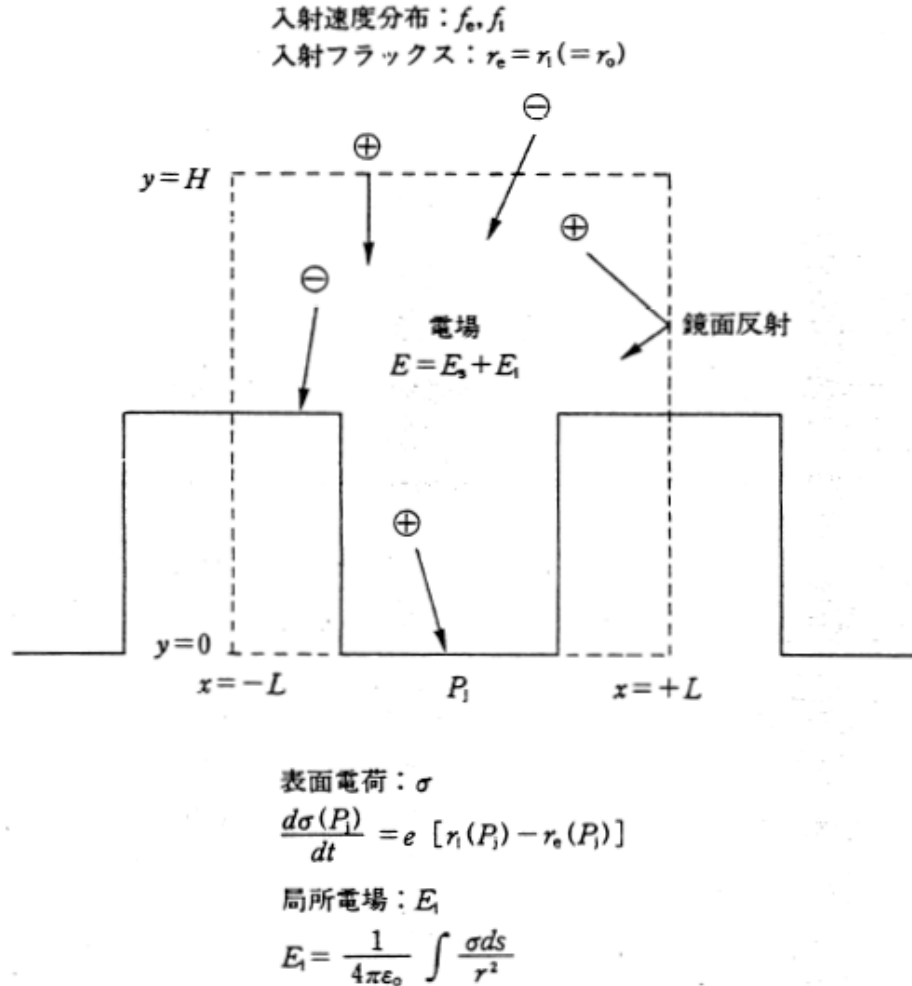 入射速度分布：fₑ, fᵢ
入射フラックス：rₑ＝rᵢ(＝r₀)
⊖
⊕
y＝H
⊕
⊖
電場
鏡面反射
E＝Eₛ＋Eₗ
⊕
y＝0
x＝－L
Pⱼ
x＝＋L
表面電荷：σ
dσ(Pⱼ)/dt ＝e [rᵢ(Pⱼ)－rₑ(Pⱼ)]
局所電場：Eₗ
Eₗ＝ 1/4πε₀ ∫ σds/r²